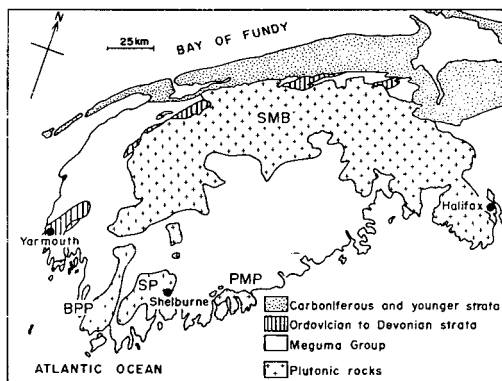 N
25km
BAY OF FUNDY
SMB
Halifax
Yarmouth
SP
PMP
BPP
Shelburne
ATLANTIC OCEAN
Carboniferous and younger strata
Ordovician to Devonian strata
Meguma Group
Plutonic rocks